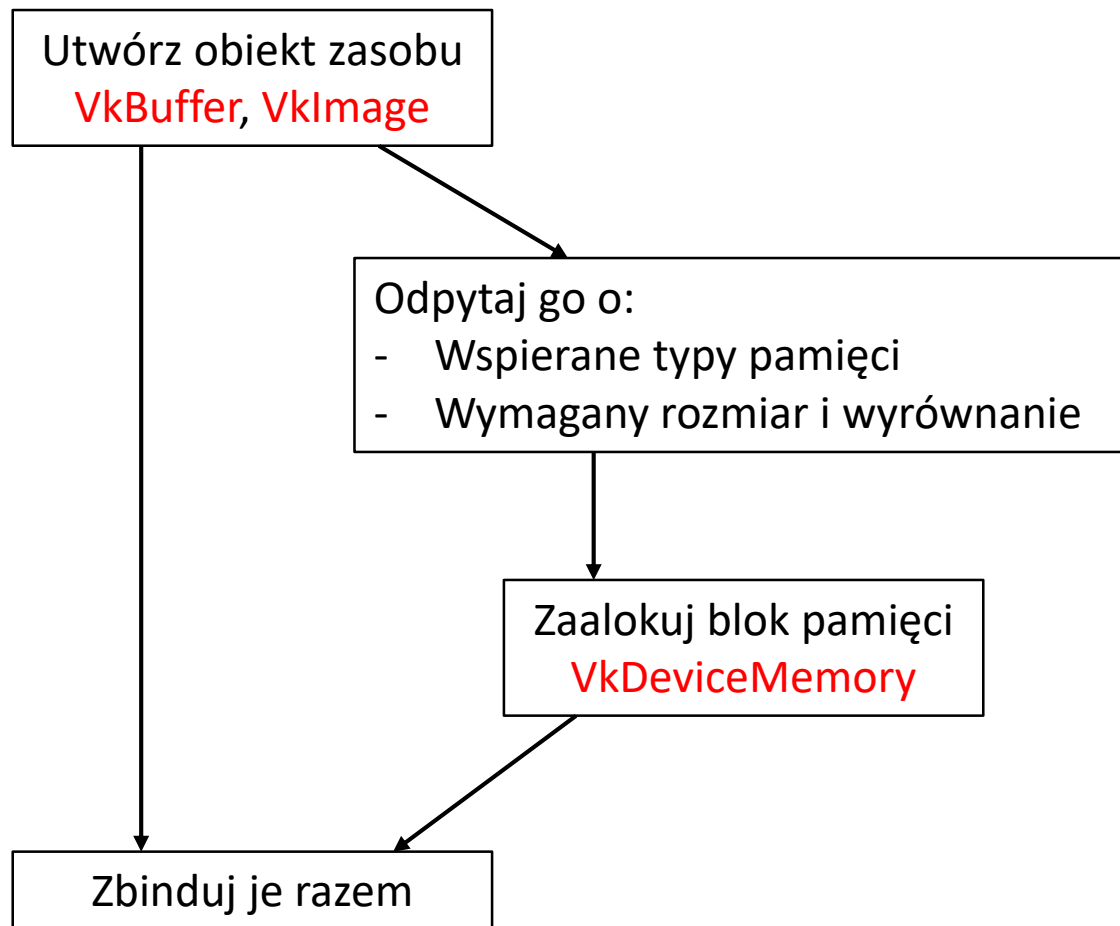 Utwórz obiekt zasobu
VkBuffer, VkImage
Odpytaj go o:
- Wspierane typy pamięci
- Wymagany rozmiar i wyrównanie
Zaalokuj blok pamięci
VkDeviceMemory
Zbinduj je razem